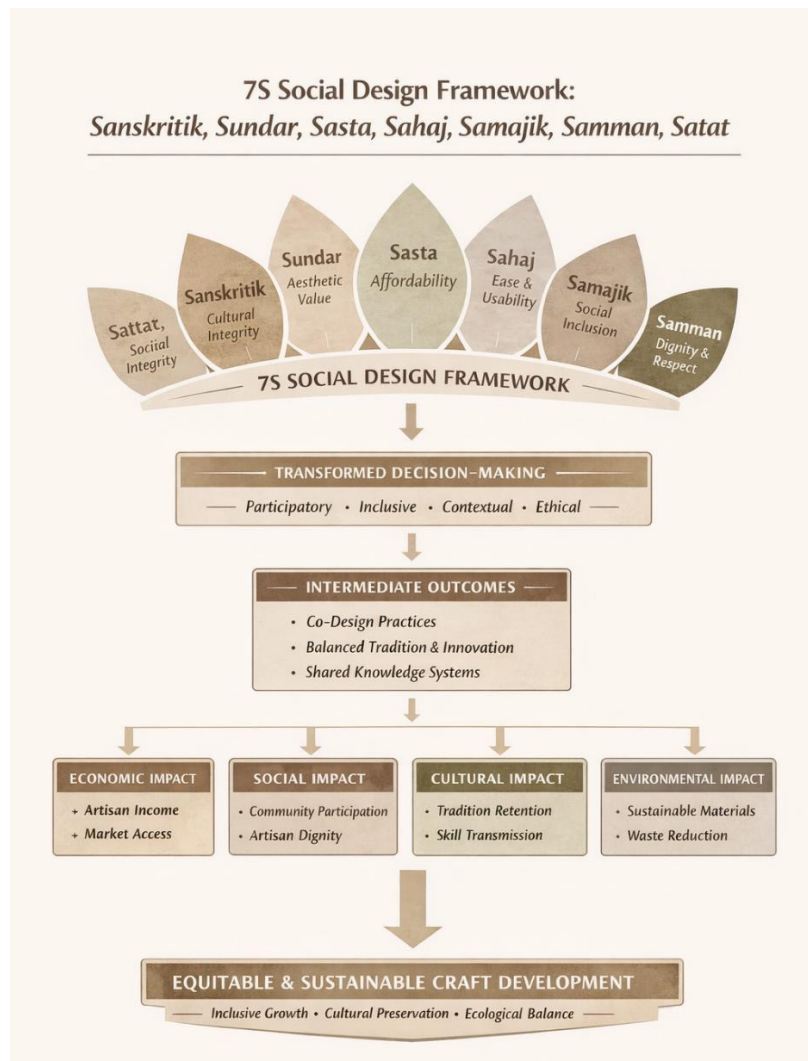 7S Social Design Framework:
Sanskritik, Sundar, Sasta, Sahaj, Samajik, Samman, Satat
Sattat,
Sociial
Integrity
Sanskritik
Cultural
Integrity
Sundar
Aesthetic
Value
Sasta
Affordability
Sahaj
Ease &
Usability
Samajik
Social
Inclusion
Samman
Dignity &
Respect
7S SOCIAL DESIGN FRAMEWORK
TRANSFORMED DECISION-MAKING
Participatory • Inclusive • Contextual • Ethical
INTERMEDIATE OUTCOMES
• Co-Design Practices
• Balanced Tradition & Innovation
• Shared Knowledge Systems
ECONOMIC IMPACT
+ Artisan Income
+ Market Access
SOCIAL IMPACT
• Community Participation
• Artisan Dignity
CULTURAL IMPACT
• Tradition Retention
• Skill Transmission
ENVIRONMENTAL IMPACT
• Sustainable Materials
• Waste Reduction
EQUITABLE & SUSTAINABLE CRAFT DEVELOPMENT
Inclusive Growth • Cultural Preservation • Ecological Balance